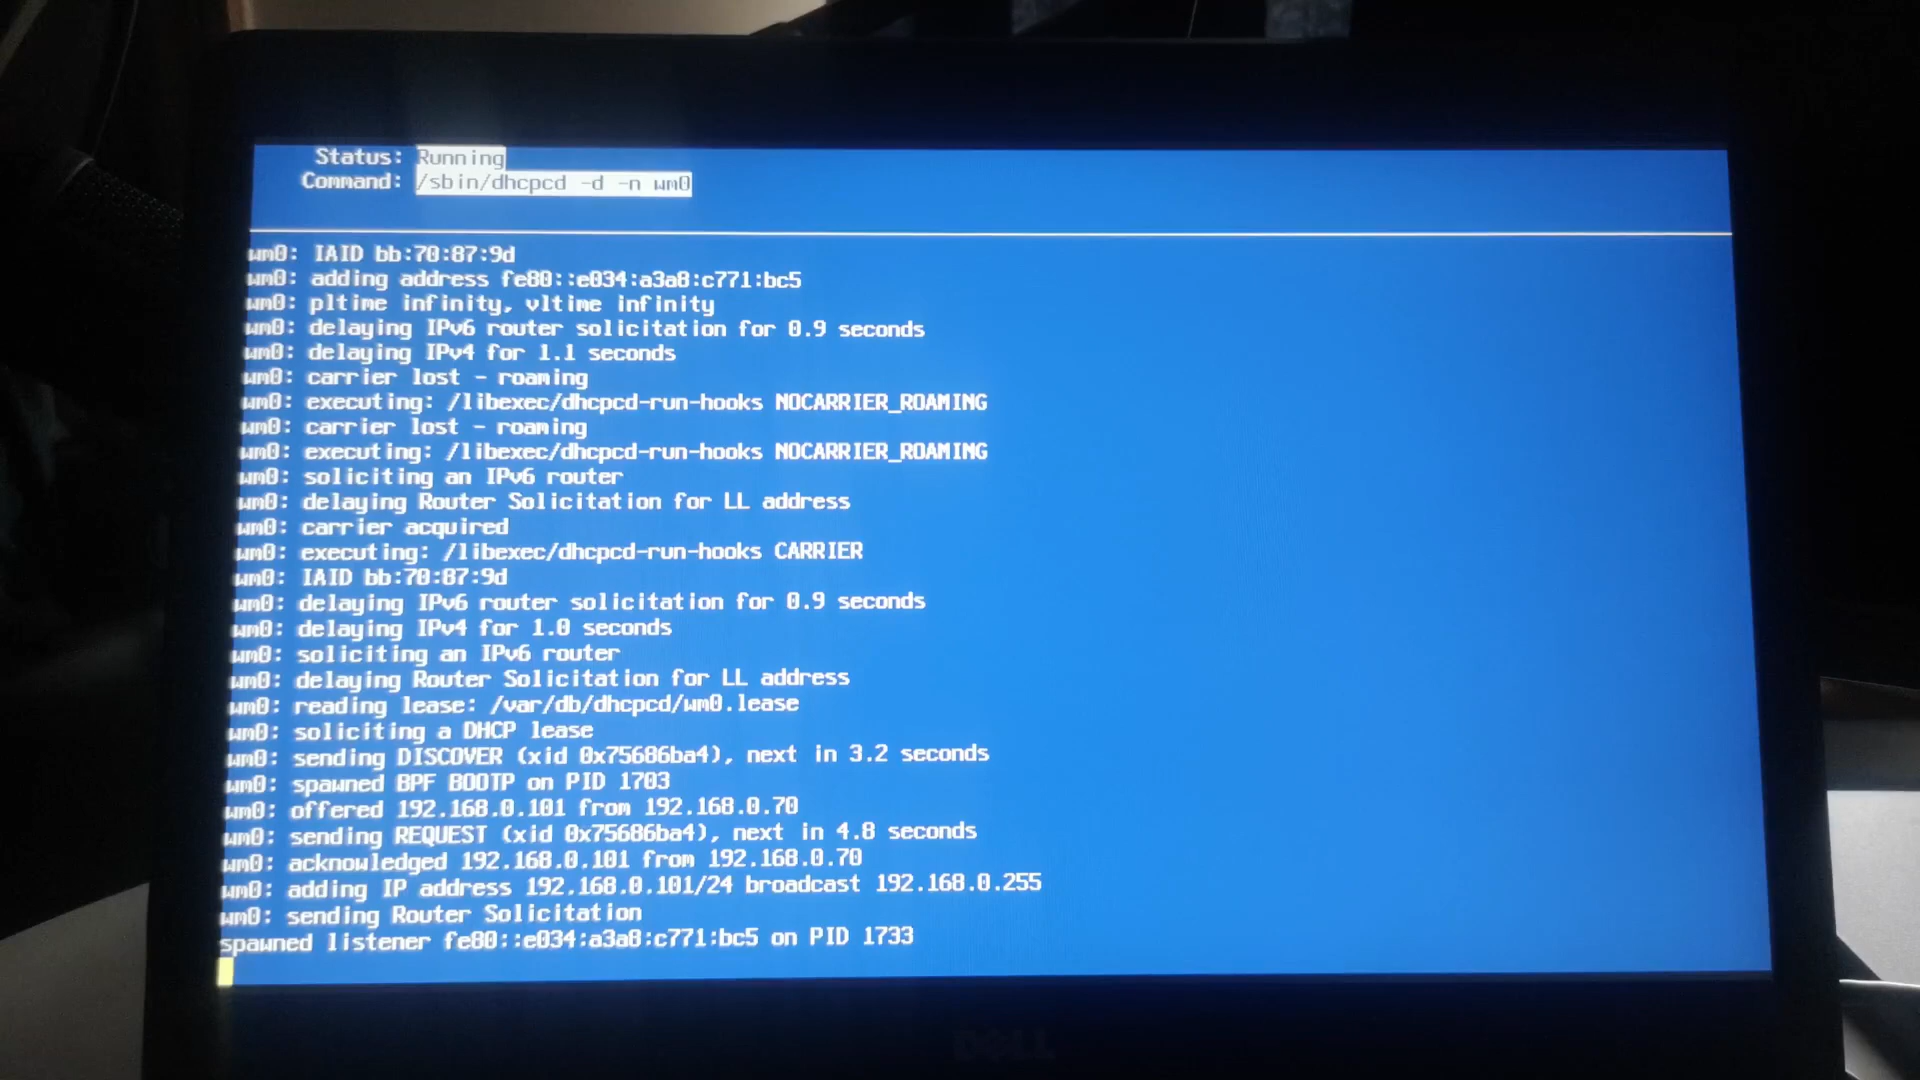 Status: Running
Command: /sbin/dhcpcd -d -n wm0
wm0: IAID bb:70:87:9d
wm0: adding address fe80::e034:a3a8:c771:bc5
wm0: pltime infinity, vltime infinity
wm0: delaying IPv6 router solicitation for 0.9 seconds
wm0: delaying IPv4 for 1.1 seconds
wm0: carrier lost - roaming
wm0: executing: /libexec/dhcpcd-run-hooks NOCARRIER_ROAMING
wm0: carrier lost - roaming
wm0: executing: /libexec/dhcpcd-run-hooks NOCARRIER_ROAMING
wm0: soliciting an IPv6 router
wm0: delaying Router Solicitation for LL address
wm0: carrier acquired
wm0: executing: /libexec/dhcpcd-run-hooks CARRIER
wm0: IAID bb:70:87:9d
wm0: delaying IPv6 router solicitation for 0.9 seconds
wm0: delaying IPv4 for 1.0 seconds
wm0: soliciting an IPv6 router
wm0: delaying Router Solicitation for LL address
wm0: reading lease: /var/db/dhcpcd/wm0.lease
wm0: soliciting a DHCP lease
wm0: sending DISCOVER (xid 0x75686ba4), next in 3.2 seconds
wm0: spawned BPF BOOTP on PID 1703
wm0: offered 192.168.0.101 from 192.168.0.70
wm0: sending REQUEST (xid 0x75686ba4), next in 4.8 seconds
wm0: acknowledged 192.168.0.101 from 192.168.0.70
wm0: adding IP address 192.168.0.101/24 broadcast 192.168.0.255
wm0: sending Router Solicitation
spawned listener fe80::e034:a3a8:c771:bc5 on PID 1733
DELL